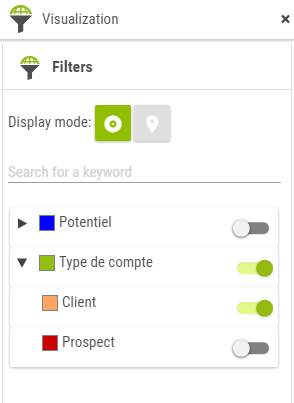 Visualization
Filters
Display mode:
Search for a keyword
Potentiel
Type de compte
Client
Prospect